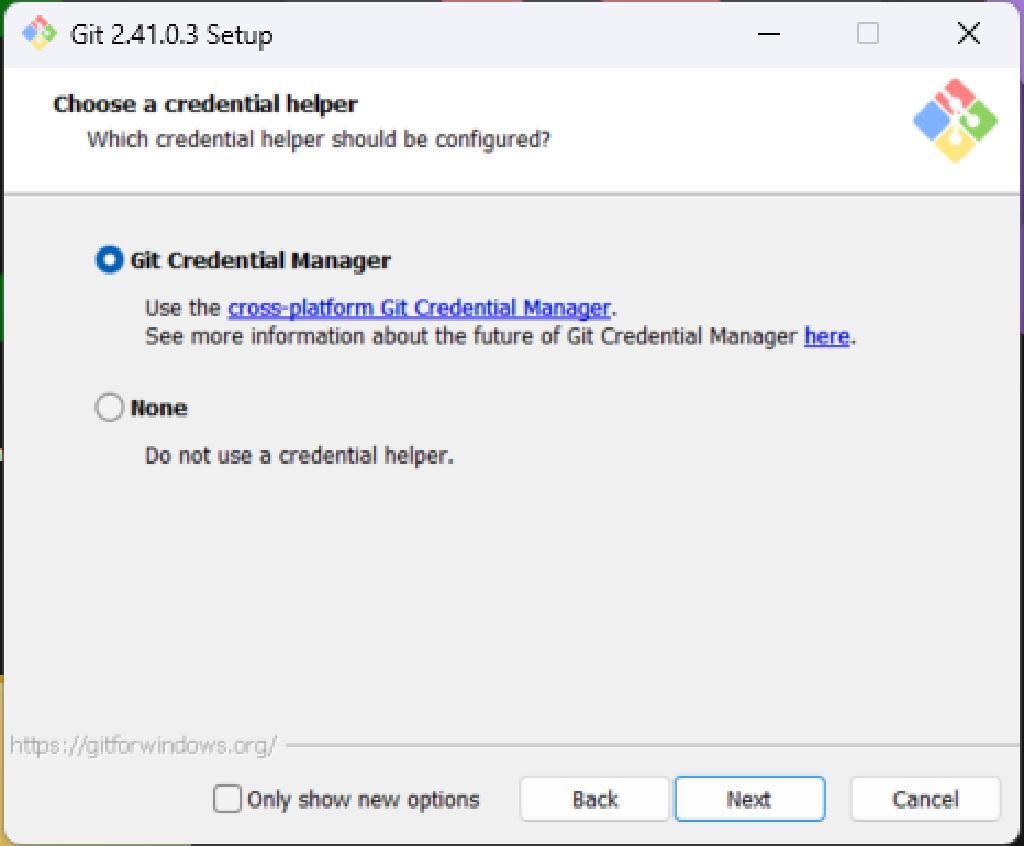 Git 2.41.0.3 Setup
Choose a credential helper
Which credential helper should be configured?
Git Credential Manager
Use the cross-platform Git Credential Manager.
See more information about the future of Git Credential Manager here.
None
Do not use a credential helper.
https://gitforwindows.org/
Only show new options
Back
Next
Cancel